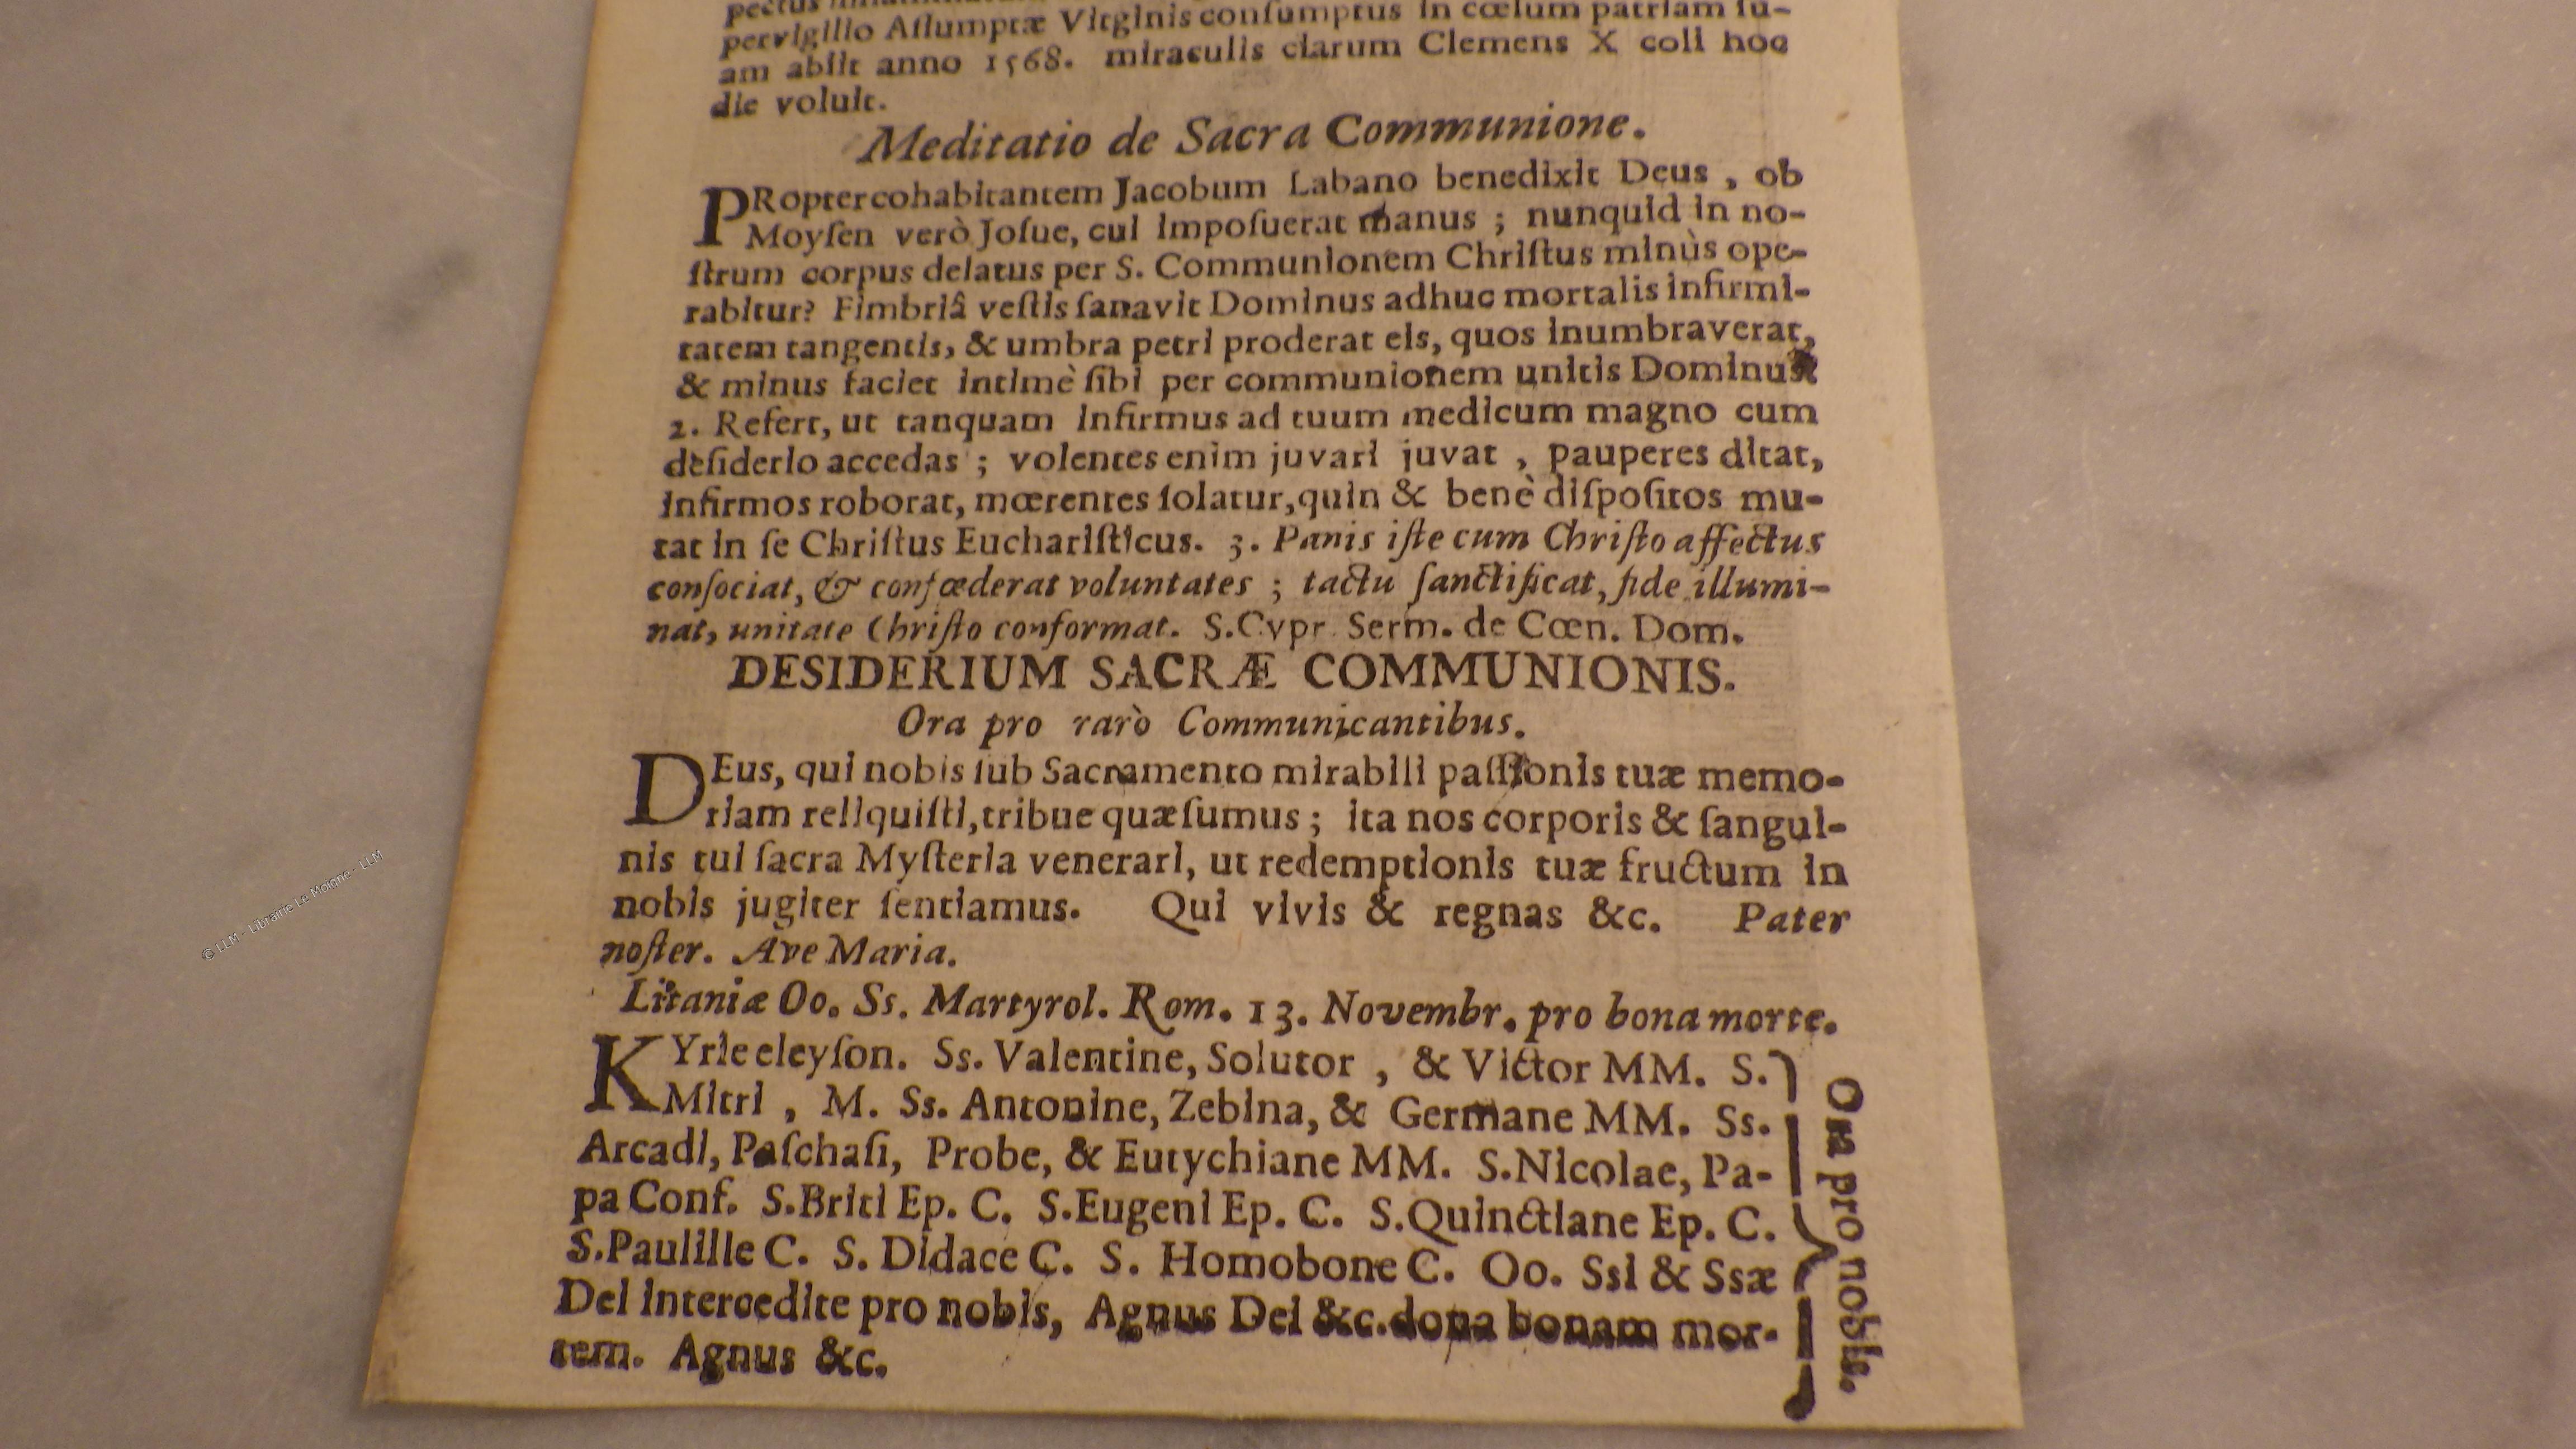 pervigilio Aſſumptæ Virginis conſumptus in cœlum patriam ſu-
am abiit anno 1568. miraculis clarum Clemens X coli hoc
die voluit.
Meditatio de Sacra Communione.
PRopter cohabitantem Jacobum Labano benedixit Deus, ob
Moyſen verò Joſue, cui impoſuerat manus; nunquid in no-
ſtrum corpus delatus per S. Communionem Chriſtus minùs ope-
rabitur? Fimbriâ veſtis ſanavit Dominus adhuc mortalis infirmi-
tatem tangentis, & umbra petri proderat eis, quos inumbraverat,
& minus faciet intimè ſibi per communionem unitis Dominus
2. Refert, ut tanquam infirmus ad tuum medicum magno cum
deſiderio accedas; volentes enim juvari juvat, pauperes ditat,
infirmos roborat, mœrentes ſolatur, quin & benè diſpoſitos mu-
tat in ſe Chriſtus Euchariſticus. 3. Panis iſte cum Chriſto affectus
conſociat, & confœderat voluntates; tactu ſanctificat, fide illumi-
nat, unitate Chriſto conformat. S. Cypr. Serm. de Cœn. Dom.
DESIDERIUM SACRÆ COMMUNIONIS.
Ora pro rarò Communicantibus.
DEus, qui nobis ſub Sacramento mirabili paſſionis tuæ memo-
riam reliquiſti, tribue quæſumus; ita nos corporis & ſangui-
nis tui ſacra Myſteria venerari, ut redemptionis tuæ fructum in
nobis jugiter ſentiamus. Qui vivis & regnas &c. Pater
noſter. Ave Maria.
Litaniæ Oo. Ss. Martyrol. Rom. 13. Novembr. pro bona morte.
KYrie eleyſon. Ss. Valentine, Solutor, & Victor MM. S.
Mitri, M. Ss. Antonine, Zebina, & Germane MM. Ss.
Arcadi, Paſchaſi, Probe, & Eutychiane MM. S. Nicolae, Pa-
pa Conf. S. Briti Ep. C. S. Eugeni Ep. C. S. Quinctiane Ep. C.
S. Paulille C. S. Didace C. S. Homobone C. Oo. Ssi & Ssæ
Dei intercedite pro nobis, Agnus Dei &c. dona bonam mor-
tem. Agnus &c.
Ora pro nobis.
© LLM - Librairie Le Moigne - LLM